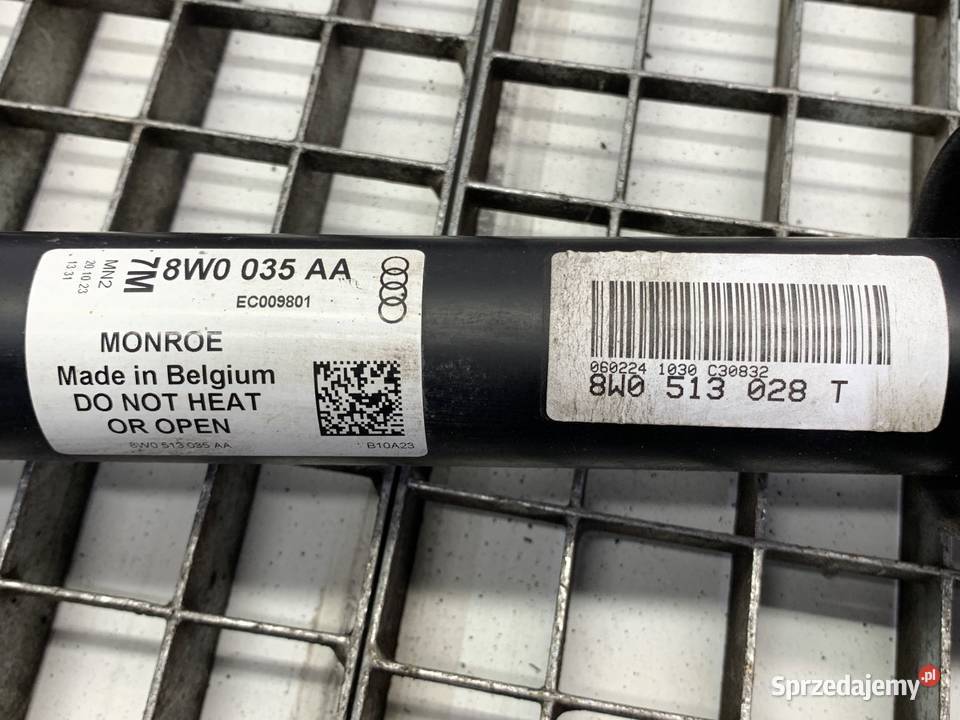 7M 8W0 035 AA
EC009801
MN2
20 10 23
13 31
MONROE
Made in Belgium
DO NOT HEAT
OR OPEN
8W0 513 035 AA
B10A23
060224 1030 C30832
8W0 513 028 T
Sprzedajemy.pl